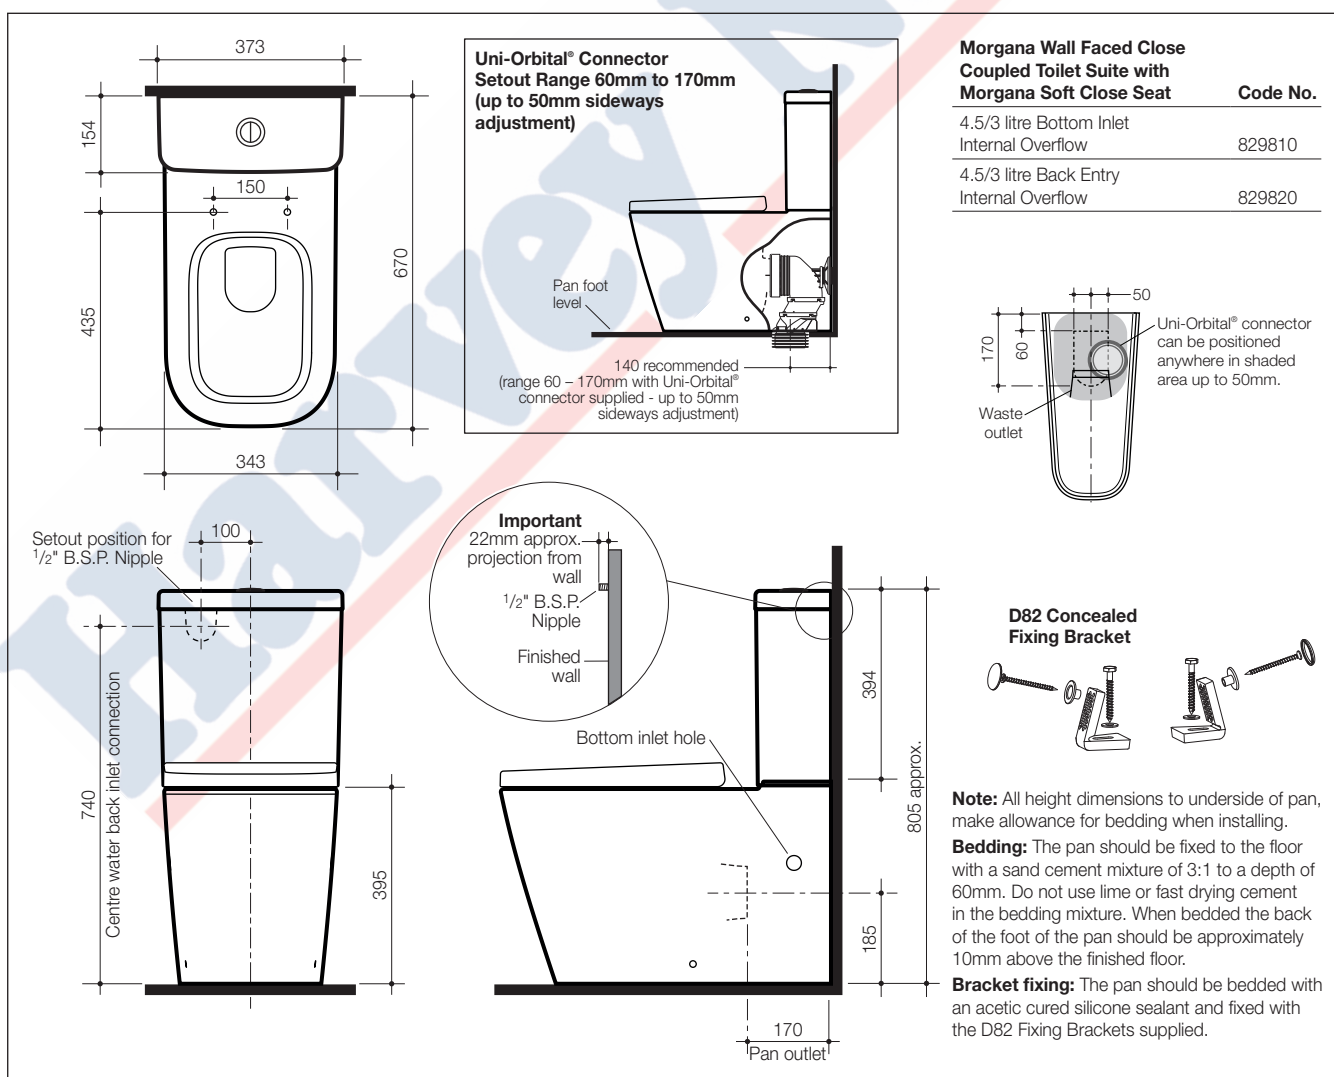 373
154
150
435
670
343
Uni-Orbital® Connector
Setout Range 60mm to 170mm
(up to 50mm sideways
adjustment)
Pan foot
level
140 recommended
(range 60 – 170mm with Uni-Orbital®
connector supplied - up to 50mm
sideways adjustment)
Morgana Wall Faced Close
Coupled Toilet Suite with
Morgana Soft Close Seat Code No.
4.5/3 litre Bottom Inlet
Internal Overflow 829810
4.5/3 litre Back Entry
Internal Overflow 829820
50
170
60
Uni-Orbital® connector
can be positioned
anywhere in shaded
area up to 50mm.
Waste
outlet
Setout position for
1/2" B.S.P. Nipple
100
740
Centre water back inlet connection
395
Important
22mm approx.
projection from
wall
1/2" B.S.P.
Nipple
Finished
wall
Bottom inlet hole
394
805 approx.
185
170
Pan outlet
D82 Concealed
Fixing Bracket
Note: All height dimensions to underside of pan,
make allowance for bedding when installing.
Bedding: The pan should be fixed to the floor
with a sand cement mixture of 3:1 to a depth of
60mm. Do not use lime or fast drying cement
in the bedding mixture. When bedded the back
of the foot of the pan should be approximately
10mm above the finished floor.
Bracket fixing: The pan should be bedded with
an acetic cured silicone sealant and fixed with
the D82 Fixing Brackets supplied.
Harvey N